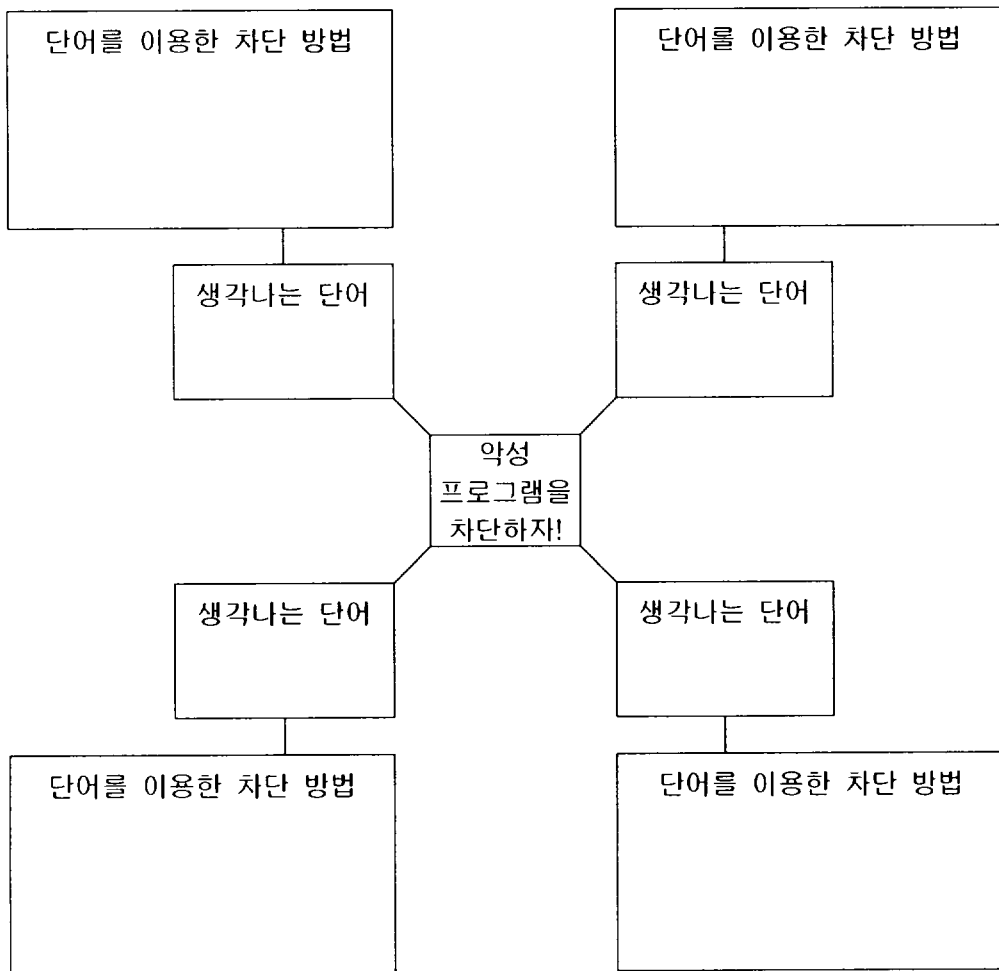 단어를 이용한 차단 방법
단어를 이용한 차단 방법
생각나는 단어
생각나는 단어
악성
프로그램을
차단하자!
생각나는 단어
생각나는 단어
단어를 이용한 차단 방법
단어를 이용한 차단 방법